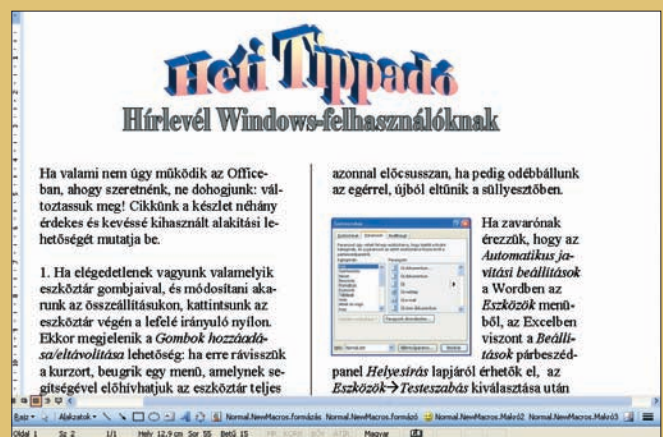 Heti Tippadó
Hírlevél Windows-felhasználóknak
Ha valami nem úgy működik az Office-
ban, ahogy szeretnénk, ne dohogjunk: vál-
toztassuk meg! Cikkünk a készlet néhány
érdekes és kevéssé kihasznált alakítási le-
hetőségét mutatja be.
1. Ha elégedetlenek vagyunk valamelyik
eszköztár gombjaival, és módosítani aka-
runk az összeállításukon, kattintsunk az
eszköztár végén a lefelé irányuló nyílon.
Ekkor megjelenik a Gombok hozzáadá-
sa/eltávolítása lehetőség: ha erre rávisszük
a kurzort, beugrik egy menü, amelynek se-
gítségével előhívhatjuk az eszköztár teljes
azonnal előcsusszan, ha pedig odébbállunk
az egérrel, újból eltűnik a süllyesztőben.
Ha zavarónak
érezzük, hogy az
Automatikus ja-
vítási beállítások
a Wordben az
Eszközök menü-
ből, az Excelben
viszont a Beállí-
tások párbeszéd-
panel Helyesírás lapjáról érhetők el, az
Eszközök→Testeszabás kiválasztása után
Rajz Alakzatok Normal.NewMacros.formázás Normal.NewMacros.formázó Normal.NewMacros.Makró2 Normal.NewMacros.Makró3
Oldal 1 Sz 2 1/1 Hely 12,9 cm Sor 55 Betű 15 MR KORR BŐV ÁTÍR Magyar